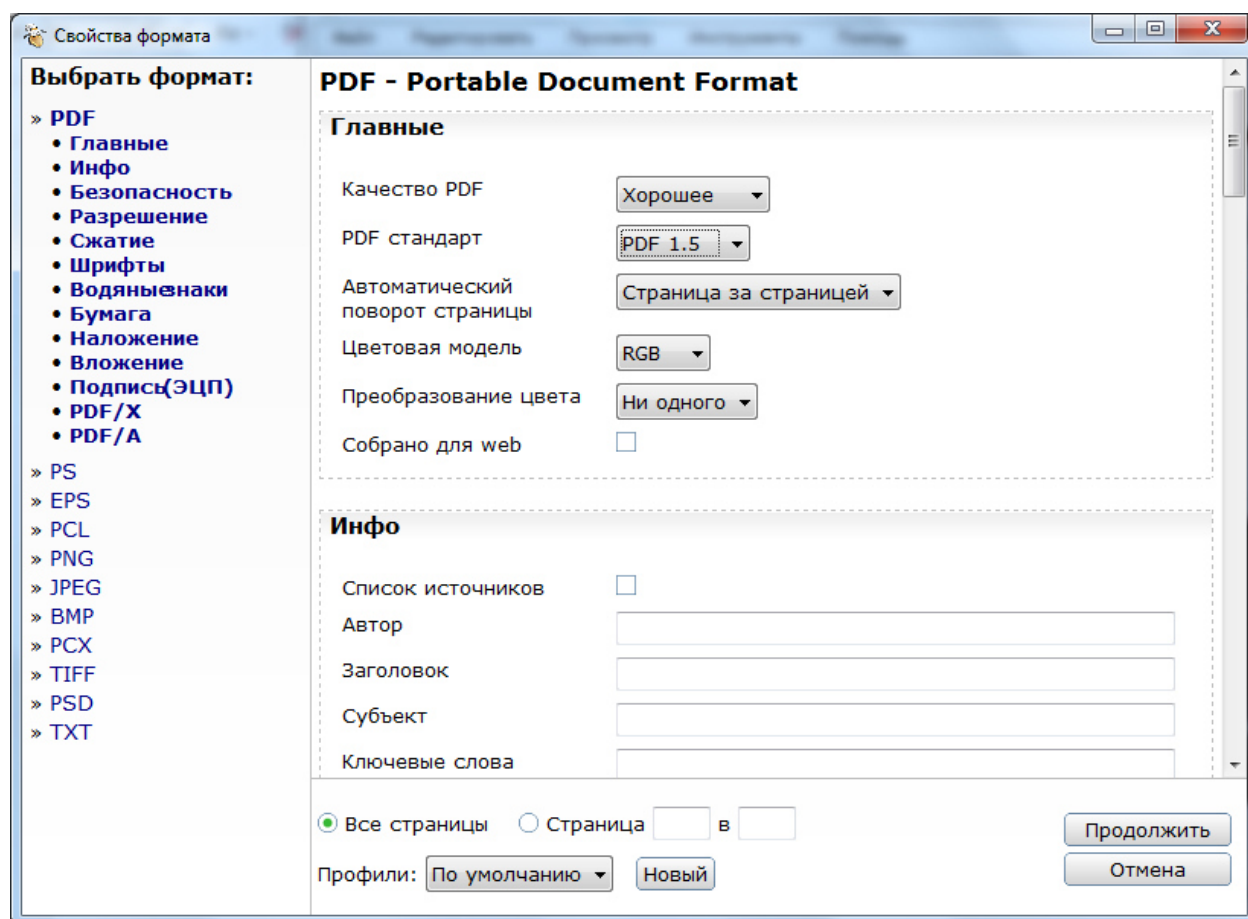 Свойства формата
Выбрать формат:
» PDF
• Главные
• Инфо
• Безопасность
• Разрешение
• Сжатие
• Шрифты
• Водяныезнаки
• Бумага
• Наложение
• Вложение
• Подпись(ЭЦП)
• PDF/X
• PDF/A
» PS
» EPS
» PCL
» PNG
» JPEG
» BMP
» PCX
» TIFF
» PSD
» TXT
PDF - Portable Document Format
Главные
Качество PDF Хорошее
PDF стандарт PDF 1.5
Автоматический
поворот страницы Страница за страницей
Цветовая модель RGB
Преобразование цвета Ни одного
Собрано для web
Инфо
Список источников
Автор
Заголовок
Субъект
Ключевые слова
Все страницы Страница в
Продолжить
Профили: По умолчанию Новый
Отмена